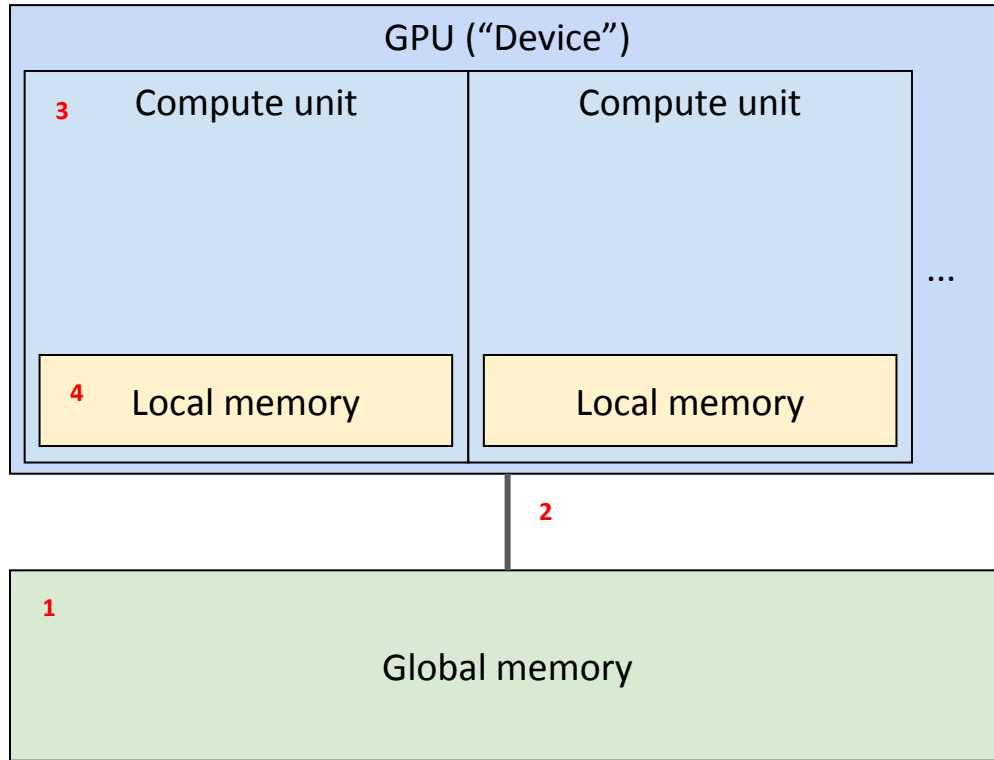 GPU (“Device”)
3 Compute unit Compute unit
...
4 Local memory Local memory
2
1
Global memory